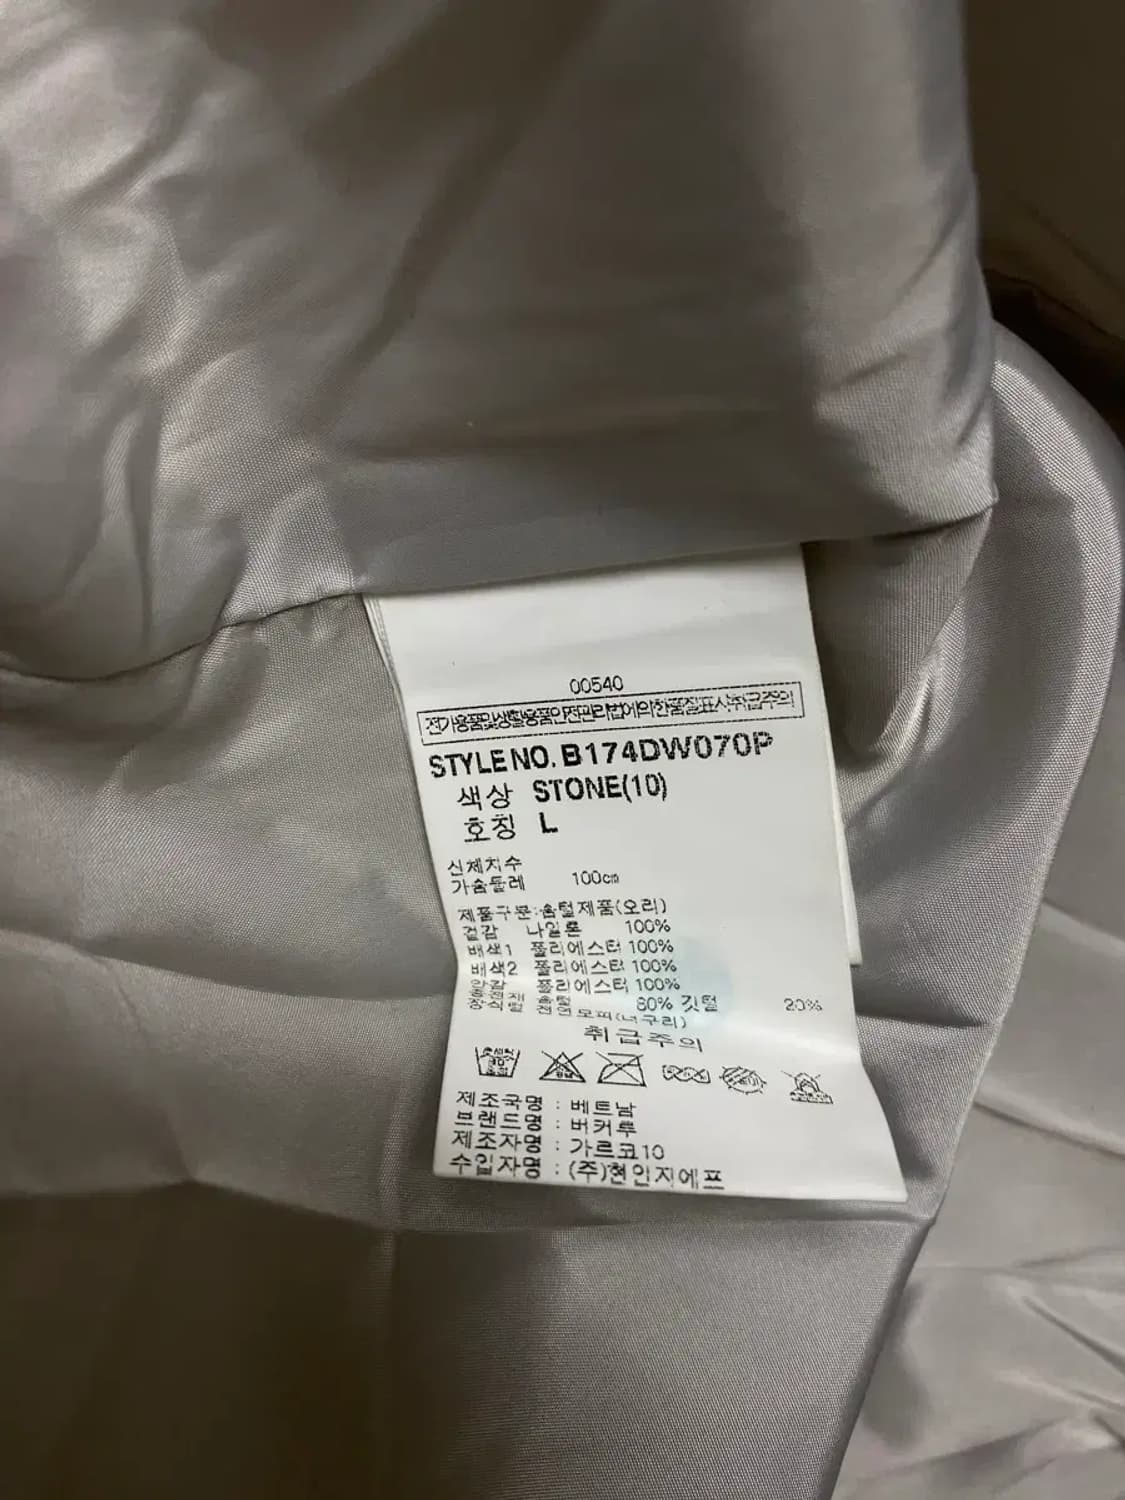 00540
전기용품및생활용품안전관리법에의한품질표시취급주의
STYLE NO. B174DW070P
색상 STONE(10)
호칭 L
신체치수
가슴둘레 100cm
제품구분:솜털제품(오리)
겉감 나일론 100%
배색1 폴리에스터 100%
배색2 폴리에스터 100%
안감 폴리에스터 100%
충전재 솜털 80% 깃털 20%
장식털 천연모피(너구리)
취급주의
제조국명 : 베트남
브랜드명 : 버커루
제조자명 : 가르코10
수입자명 : (주)현인지에프